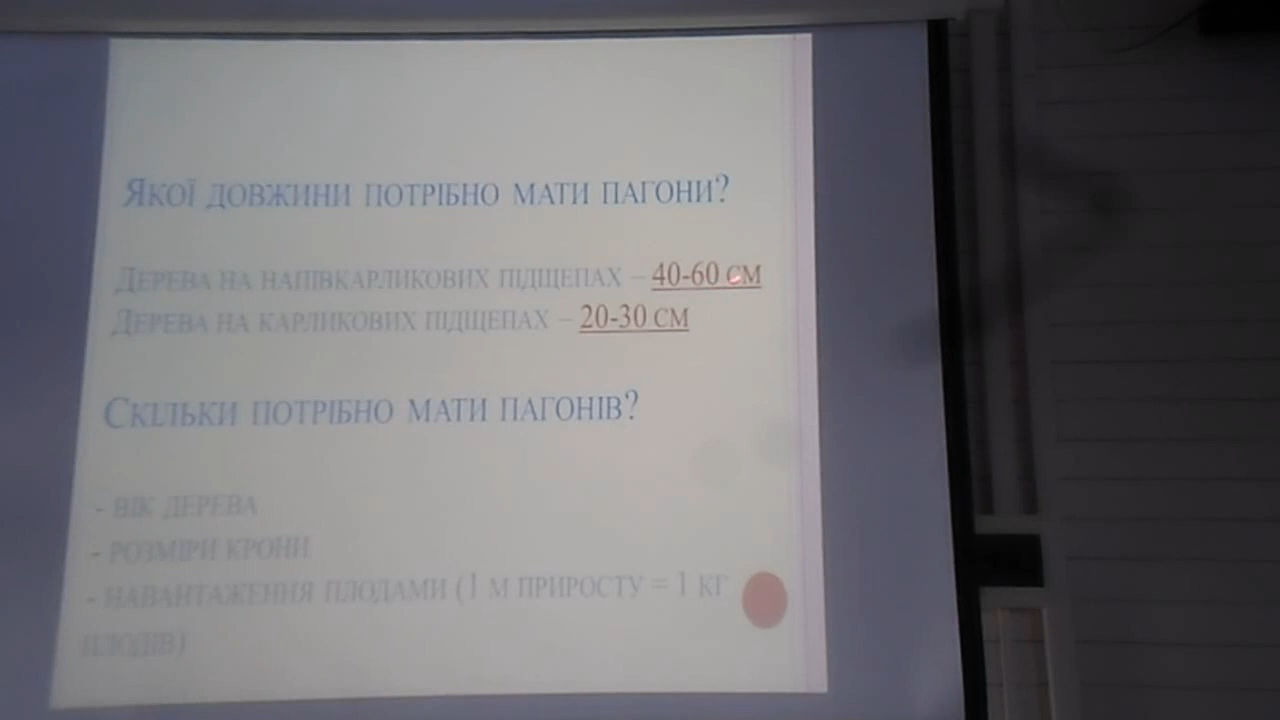 Якої довжини потрібно мати пагони?
Дерева на напівкарликових підщепах – 40-60 см
Дерева на карликових підщепах – 20-30 см
Скільки потрібно мати пагонів?
- вік дерева
- розміри крони
- навантаження плодами (1 м приросту = 1 кг
плодів)